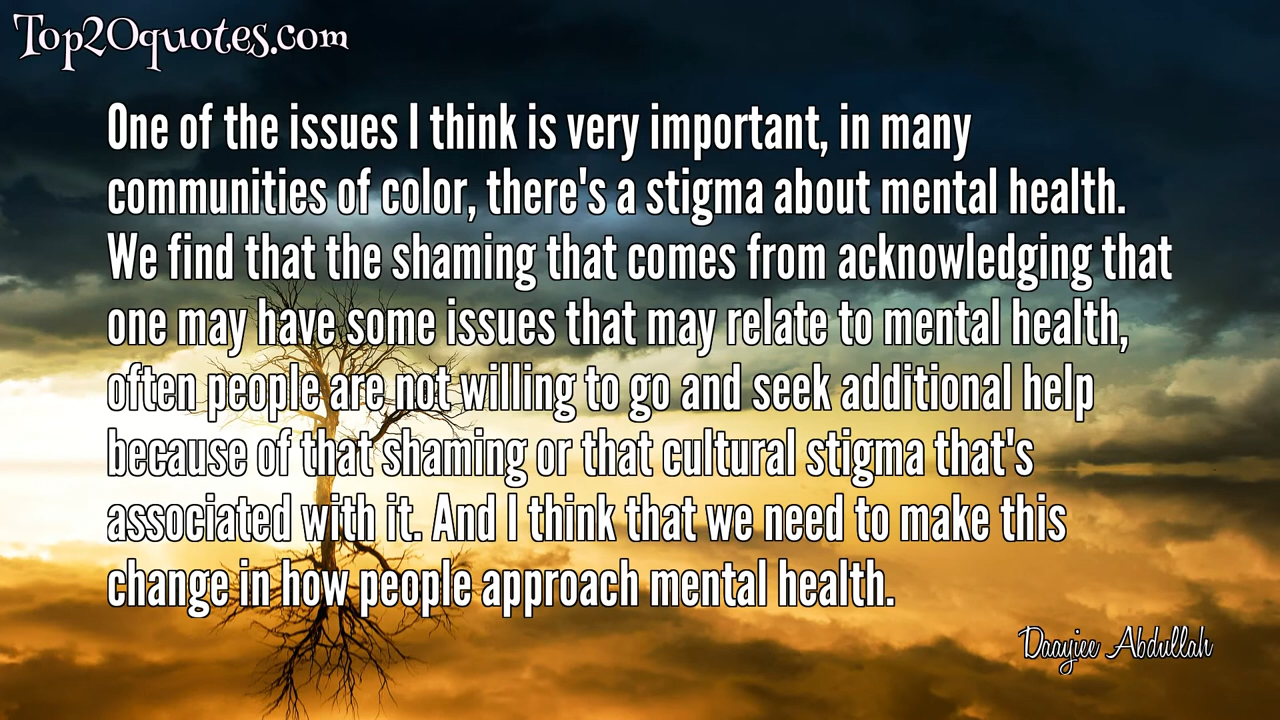 Top20quotes.com
One of the issues I think is very important, in many
communities of color, there's a stigma about mental health.
We find that the shaming that comes from acknowledging that
one may have some issues that may relate to mental health,
often people are not willing to go and seek additional help
because of that shaming or that cultural stigma that's
associated with it. And I think that we need to make this
change in how people approach mental health.
Daayiee Abdullah